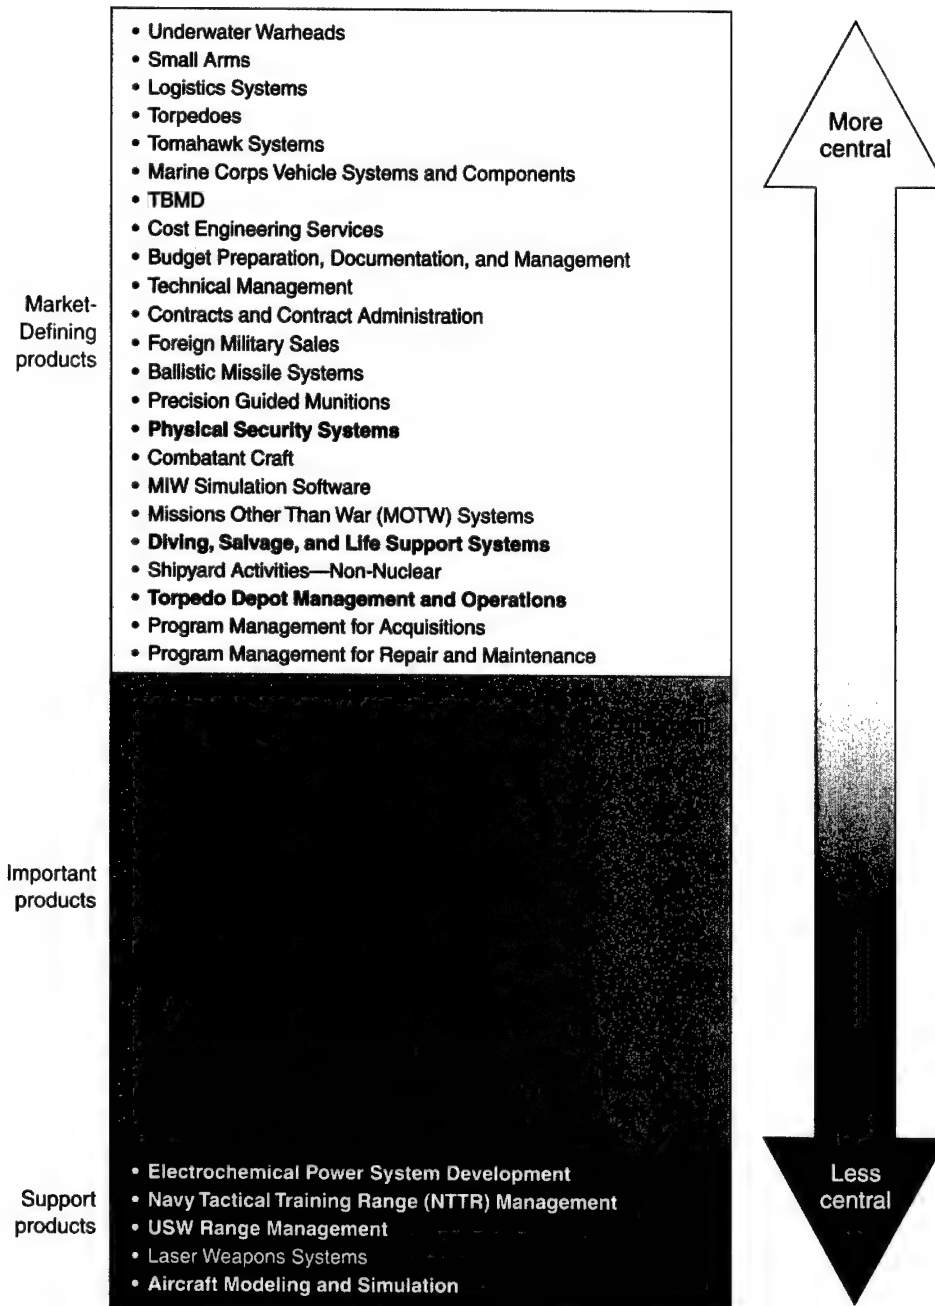 • Underwater Warheads
• Small Arms
• Logistics Systems
• Torpedoes
• Tomahawk Systems
• Marine Corps Vehicle Systems and Components
• TBMD
• Cost Engineering Services
• Budget Preparation, Documentation, and Management
• Technical Management
• Contracts and Contract Administration
• Foreign Military Sales
• Ballistic Missile Systems
• Precision Guided Munitions
• Physical Security Systems
• Combatant Craft
• MIW Simulation Software
• Missions Other Than War (MOTW) Systems
• Diving, Salvage, and Life Support Systems
• Shipyard Activities—Non-Nuclear
• Torpedo Depot Management and Operations
• Program Management for Acquisitions
• Program Management for Repair and Maintenance
Market-
Defining
products
More
central
Important
products
Support
products
• Electrochemical Power System Development
• Navy Tactical Training Range (NTTR) Management
• USW Range Management
• Laser Weapons Systems
• Aircraft Modeling and Simulation
Less
central